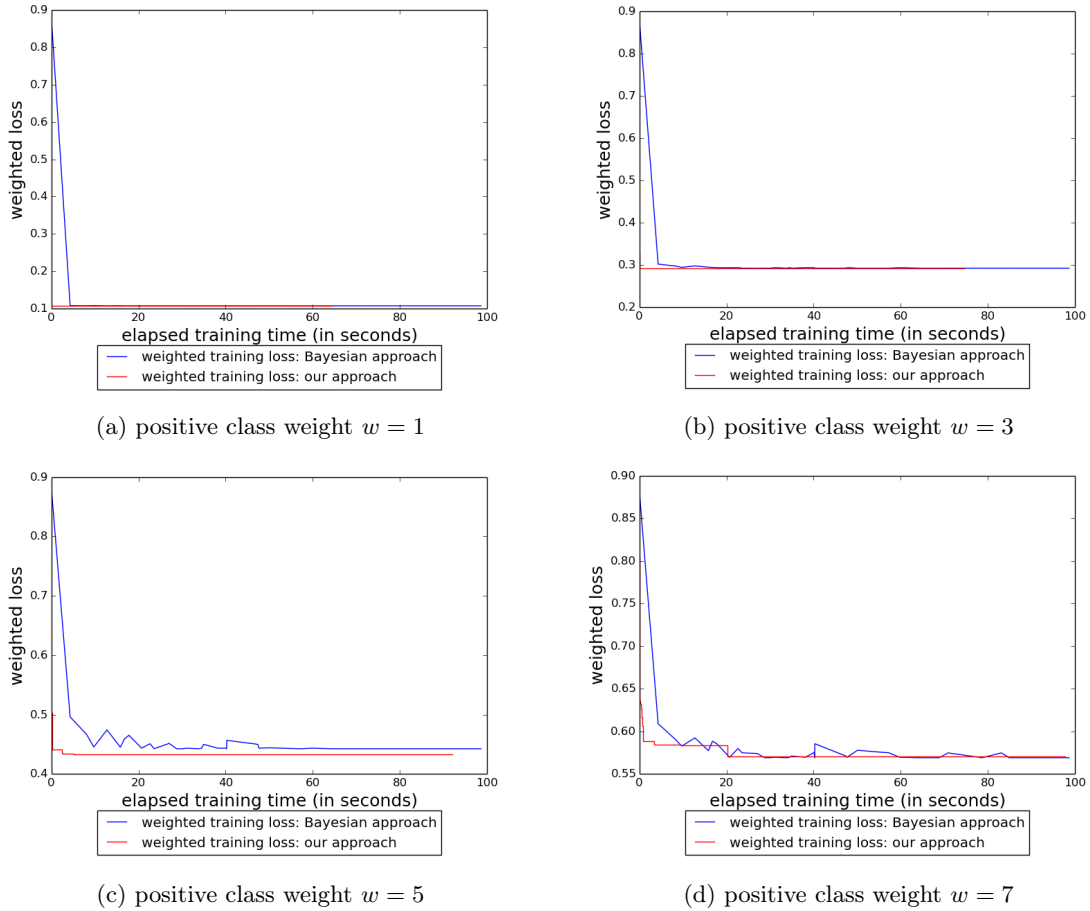 0.9
0.8
0.7
0.6
0.5
0.4
0.3
0.2
0.1
0
20
40
60
80
100
weighted loss
elapsed training time (in seconds)
weighted training loss: Bayesian approach
weighted training loss: our approach
(a) positive class weight w = 1
0.9
0.8
0.7
0.6
0.5
0.4
0.3
0.2
0
20
40
60
80
100
weighted loss
elapsed training time (in seconds)
weighted training loss: Bayesian approach
weighted training loss: our approach
(b) positive class weight w = 3
0.9
0.8
0.7
0.6
0.5
0.4
0
20
40
60
80
100
weighted loss
elapsed training time (in seconds)
weighted training loss: Bayesian approach
weighted training loss: our approach
(c) positive class weight w = 5
0.90
0.85
0.80
0.75
0.70
0.65
0.60
0.55
0
20
40
60
80
100
weighted loss
elapsed training time (in seconds)
weighted training loss: Bayesian approach
weighted training loss: our approach
(d) positive class weight w = 7